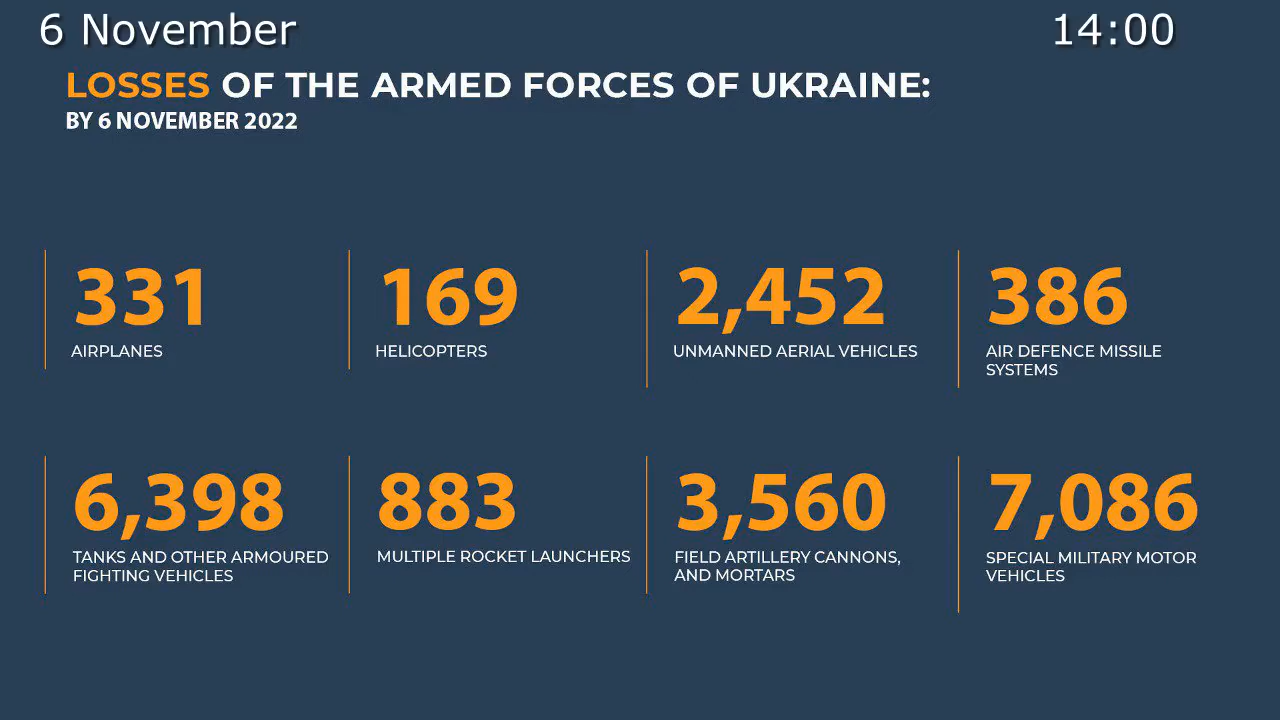 6 November 14:00
LOSSES OF THE ARMED FORCES OF UKRAINE:
BY 6 NOVEMBER 2022
331
AIRPLANES
169
HELICOPTERS
2,452
UNMANNED AERIAL VEHICLES
386
AIR DEFENCE MISSILE
SYSTEMS
6,398
TANKS AND OTHER ARMOURED
FIGHTING VEHICLES
883
MULTIPLE ROCKET LAUNCHERS
3,560
FIELD ARTILLERY CANNONS,
AND MORTARS
7,086
SPECIAL MILITARY MOTOR
VEHICLES